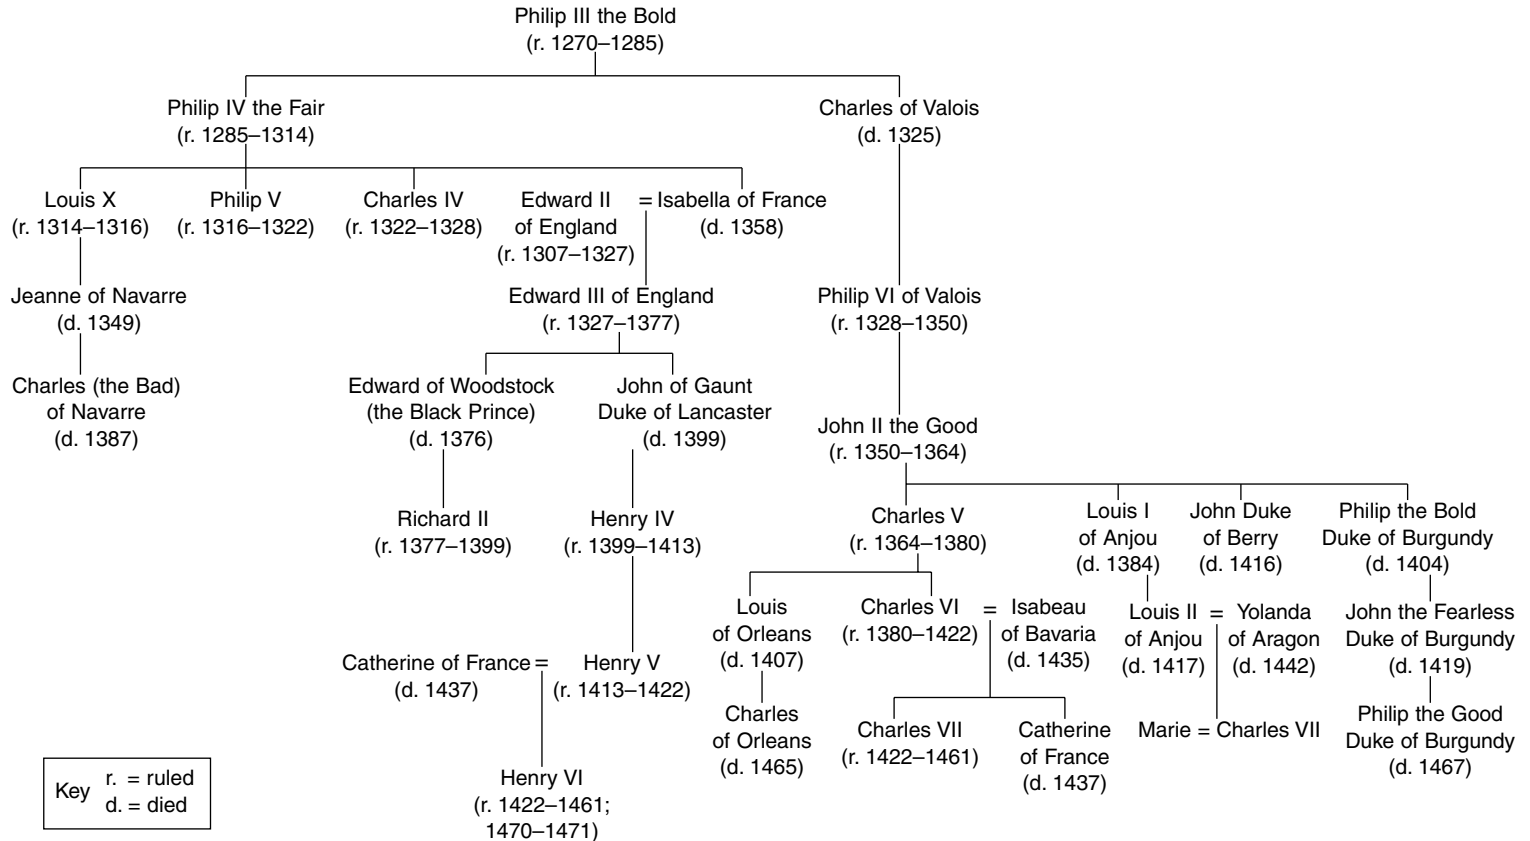 Philip III the Bold
(r. 1270–1285)
Philip IV the Fair
(r. 1285–1314)
Charles of Valois
(d. 1325)
Louis X
(r. 1314–1316)
Philip V
(r. 1316–1322)
Charles IV
(r. 1322–1328)
Edward II
of England
(r. 1307–1327)
=
Isabella of France
(d. 1358)
Jeanne of Navarre
(d. 1349)
Edward III of England
(r. 1327–1377)
Philip VI of Valois
(r. 1328–1350)
Charles (the Bad)
of Navarre
(d. 1387)
Edward of Woodstock
(the Black Prince)
(d. 1376)
John of Gaunt
Duke of Lancaster
(d. 1399)
John II the Good
(r. 1350–1364)
Richard II
(r. 1377–1399)
Henry IV
(r. 1399–1413)
Charles V
(r. 1364–1380)
Louis I
of Anjou
(d. 1384)
John Duke
of Berry
(d. 1416)
Philip the Bold
Duke of Burgundy
(d. 1404)
Louis
of Orleans
(d. 1407)
Charles VI
(r. 1380–1422)
=
Isabeau
of Bavaria
(d. 1435)
Louis II
of Anjou
(d. 1417)
=
Yolanda
of Aragon
(d. 1442)
John the Fearless
Duke of Burgundy
(d. 1419)
Catherine of France
(d. 1437)
=
Henry V
(r. 1413–1422)
Charles
of Orleans
(d. 1465)
Charles VII
(r. 1422–1461)
Catherine
of France
(d. 1437)
Marie = Charles VII
Philip the Good
Duke of Burgundy
(d. 1467)
Henry VI
(r. 1422–1461;
1470–1471)
Key
r. = ruled
d. = died